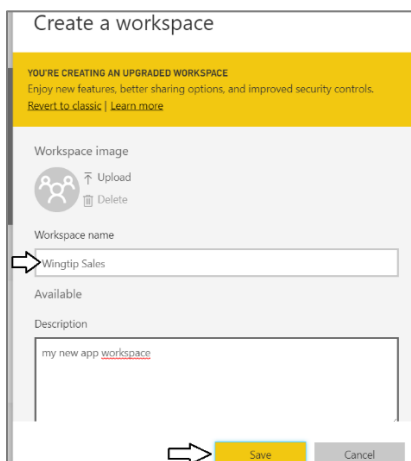 Create a workspace
YOU'RE CREATING AN UPGRADED WORKSPACE
Enjoy new features, better sharing options, and improved security controls.
Revert to classic | Learn more
Workspace image
Upload
Delete
Workspace name
Wingtip Sales
Available
Description
my new app workspace
Save Cancel